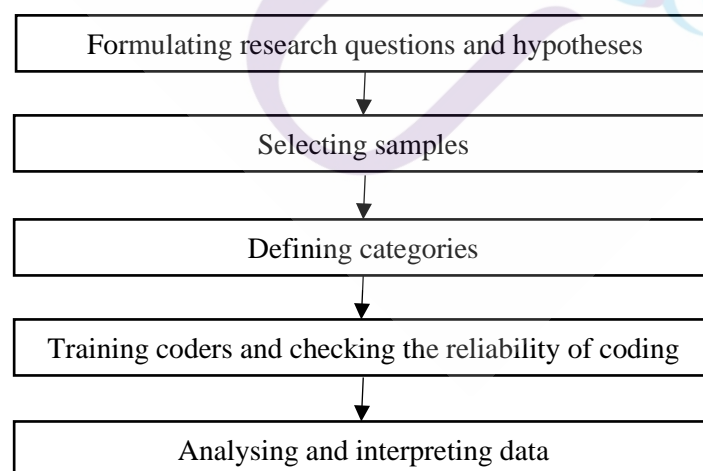 Formulating research questions and hypotheses
Selecting samples
Defining categories
Training coders and checking the reliability of coding
Analysing and interpreting data